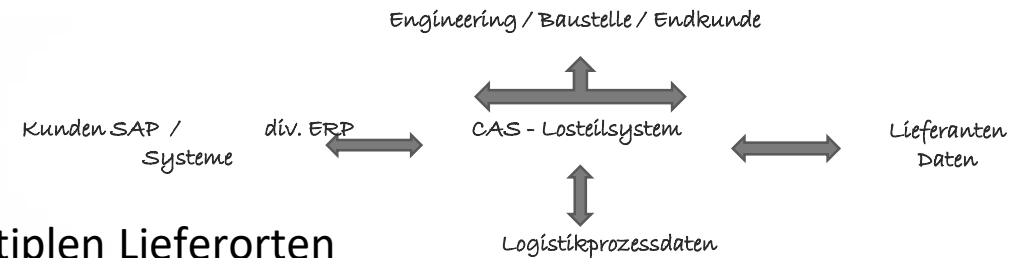 Engineering / Baustelle / Endkunde
Kunden SAP / div. ERP
Systeme
CAS - Losteilsystem
Lieferanten
Daten
tiplen Lieferorten
Logistikprozessdaten